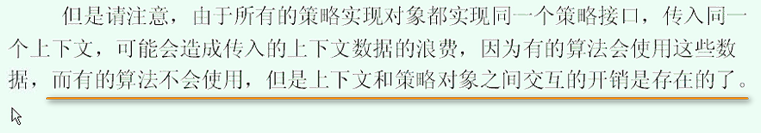 但是请注意，由于所有的策略实现对象都实现同一个策略接口，传入同一
个上下文，可能会造成传入的上下文数据的浪费，因为有的算法会使用这些数
据，而有的算法不会使用，但是上下文和策略对象之间交互的开销是存在的了。